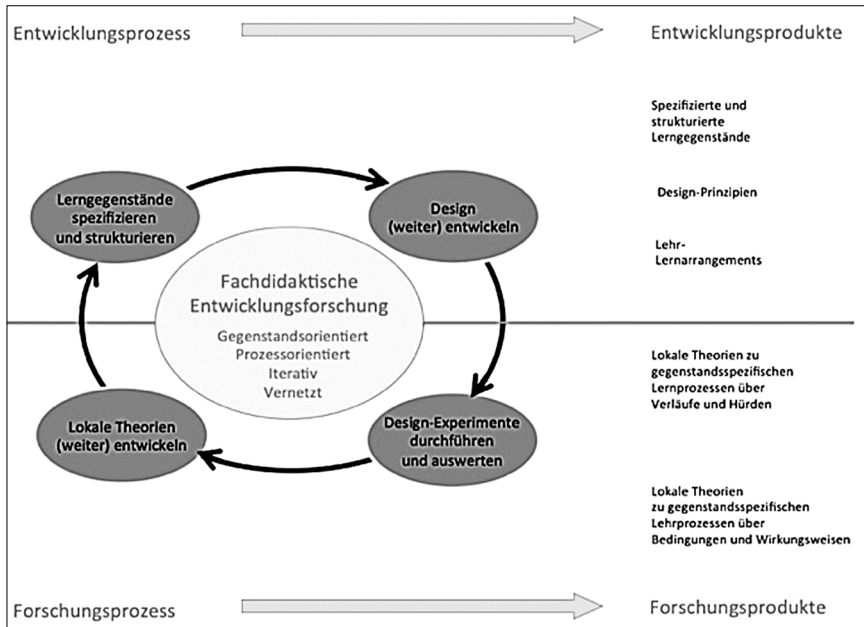 Entwicklungsprozess
Entwicklungsprodukte
Spezifizierte und
strukturierte
Lerngegenstände
Design-Prinzipien
Lehr-
Lernarrangements
Lerngegenstände
spezifizieren
und strukturieren
Design
(weiter) entwickeln
Fachdidaktische
Entwicklungsforschung
Gegenstandsorientiert
Prozessorientiert
Iterativ
Vernetzt
Lokale Theorien
(weiter) entwickeln
Design-Experimente
durchführen
und auswerten
Lokale Theorien zu
gegenstandsspezifischen
Lernprozessen über
Verläufe und Hürden
Lokale Theorien
zu gegenstandsspezifischen
Lehrprozessen über
Bedingungen und Wirkungsweisen
Forschungsprozess
Forschungsprodukte